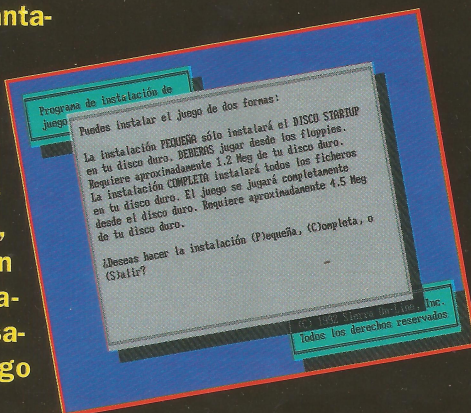 nta-
Programa de instalación de
juego
Puedes instalar el juego de dos formas:
La instalación PEQUEÑA sólo instalará el DISCO STARTUP
en tu disco duro. DEBERAS jugar desde los floppies.
Requiere aproximadamente 1.2 Meg de tu disco duro.
La instalación COMPLETA instalará todos los ficheros
en tu disco duro. El juego se jugará completamente
desde el disco duro. Requiere aproximadamente 4.5 Meg
de tu disco duro.
¿Deseas hacer la instalación (P)equeña, (C)ompleta, o
(S)alir?
,
n
a-
a-
go
Sierra On-Line, Inc.
Todos los derechos reservados